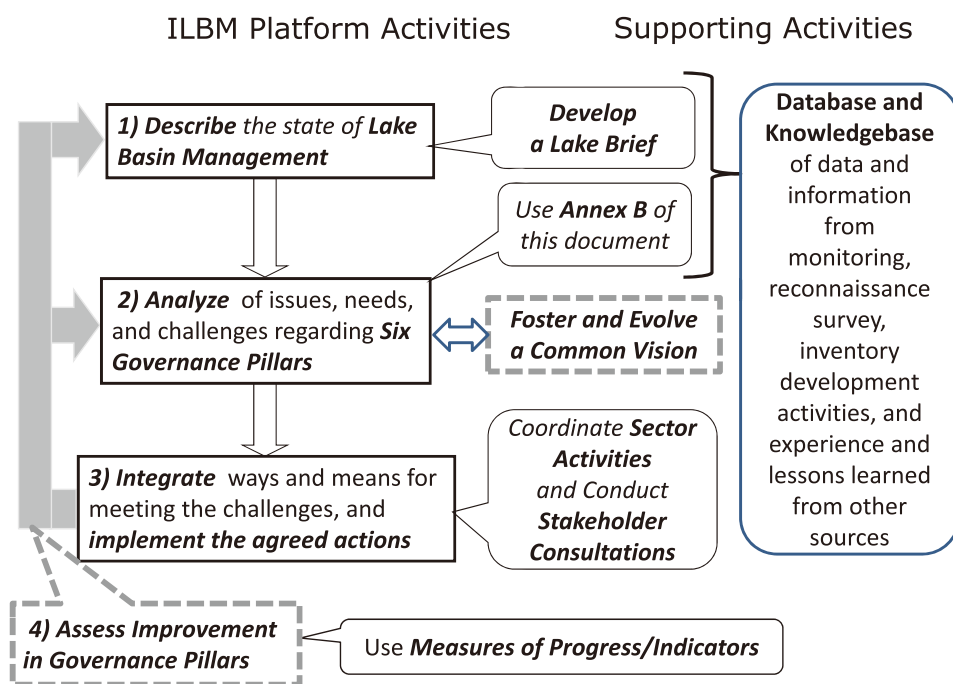 ILBM Platform Activities
Supporting Activities
1) Describe the state of Lake
Basin Management
Develop
a Lake Brief
Use Annex B of
this document
2) Analyze of issues, needs,
and challenges regarding Six
Governance Pillars
Foster and Evolve
a Common Vision
3) Integrate ways and means for
meeting the challenges, and
implement the agreed actions
Coordinate Sector
Activities
and Conduct
Stakeholder
Consultations
4) Assess Improvement
in Governance Pillars
Use Measures of Progress/Indicators
Database and
Knowledgebase
of data and
information
from
monitoring,
reconnaissance
survey,
inventory
development
activities, and
experience and
lessons learned
from other
sources